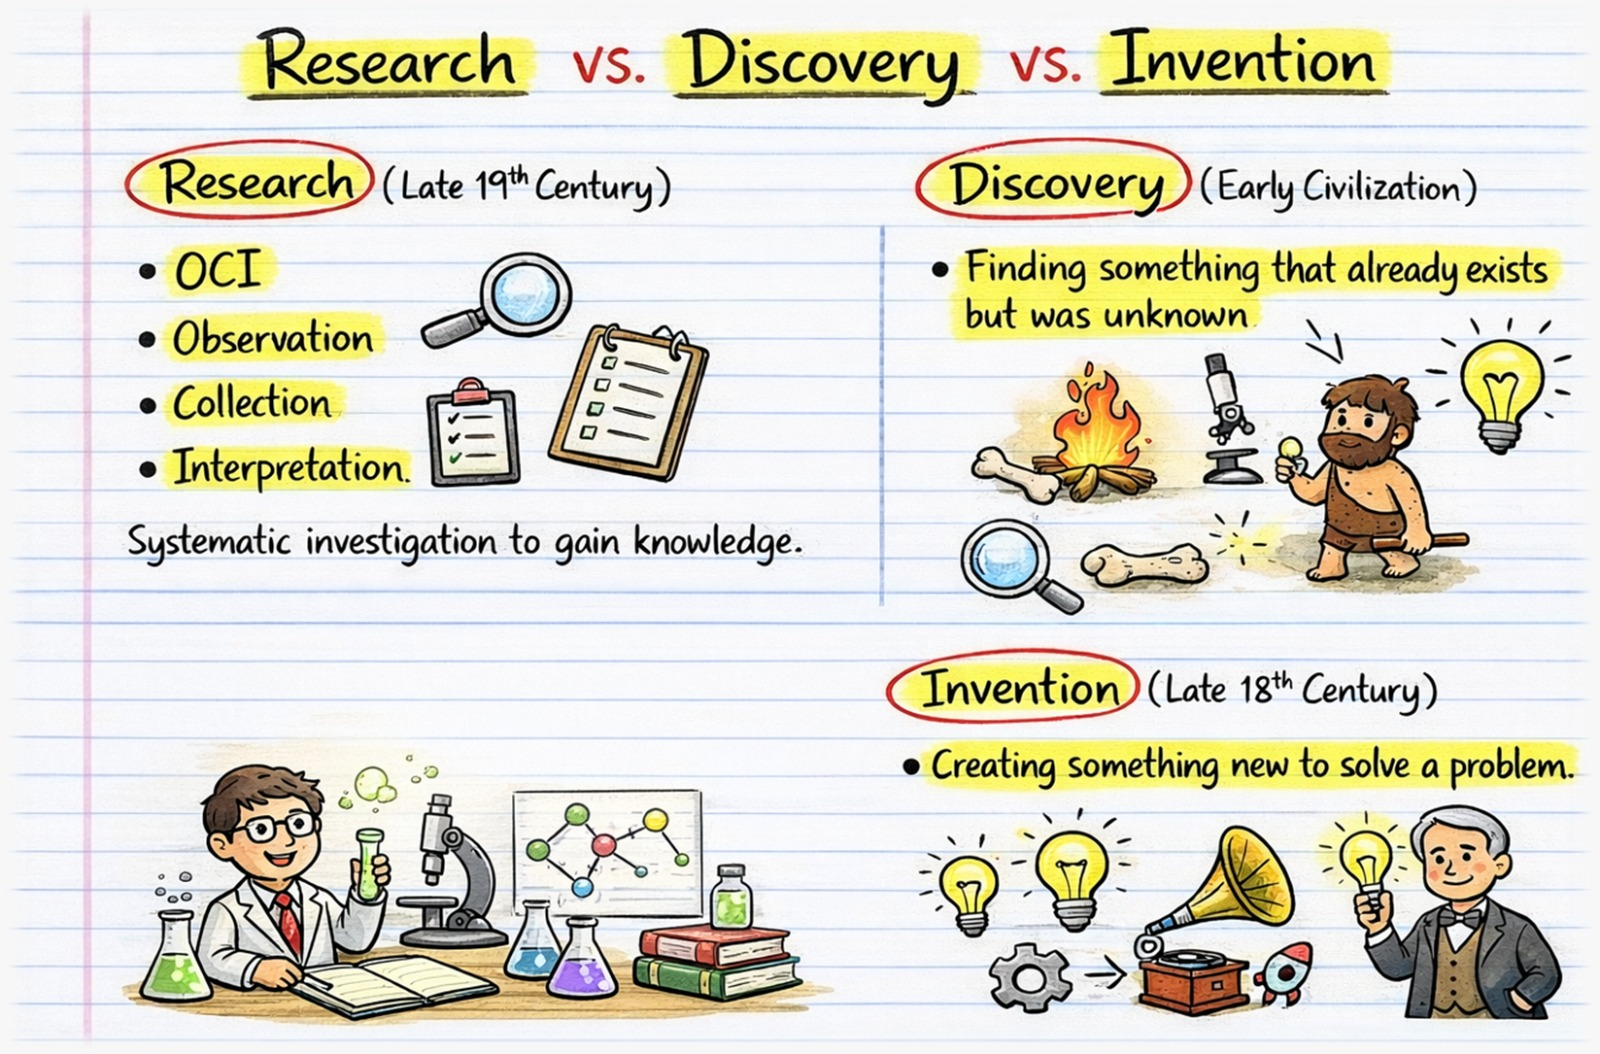 Research vs. Discovery vs. Invention
Research (Late 19th Century)
• OCI
• Observation
• Collection
• Interpretation.
Systematic investigation to gain knowledge.
Discovery (Early Civilization)
• Finding something that already exists
but was unknown
Invention (Late 18th Century)
• Creating something new to solve a problem.